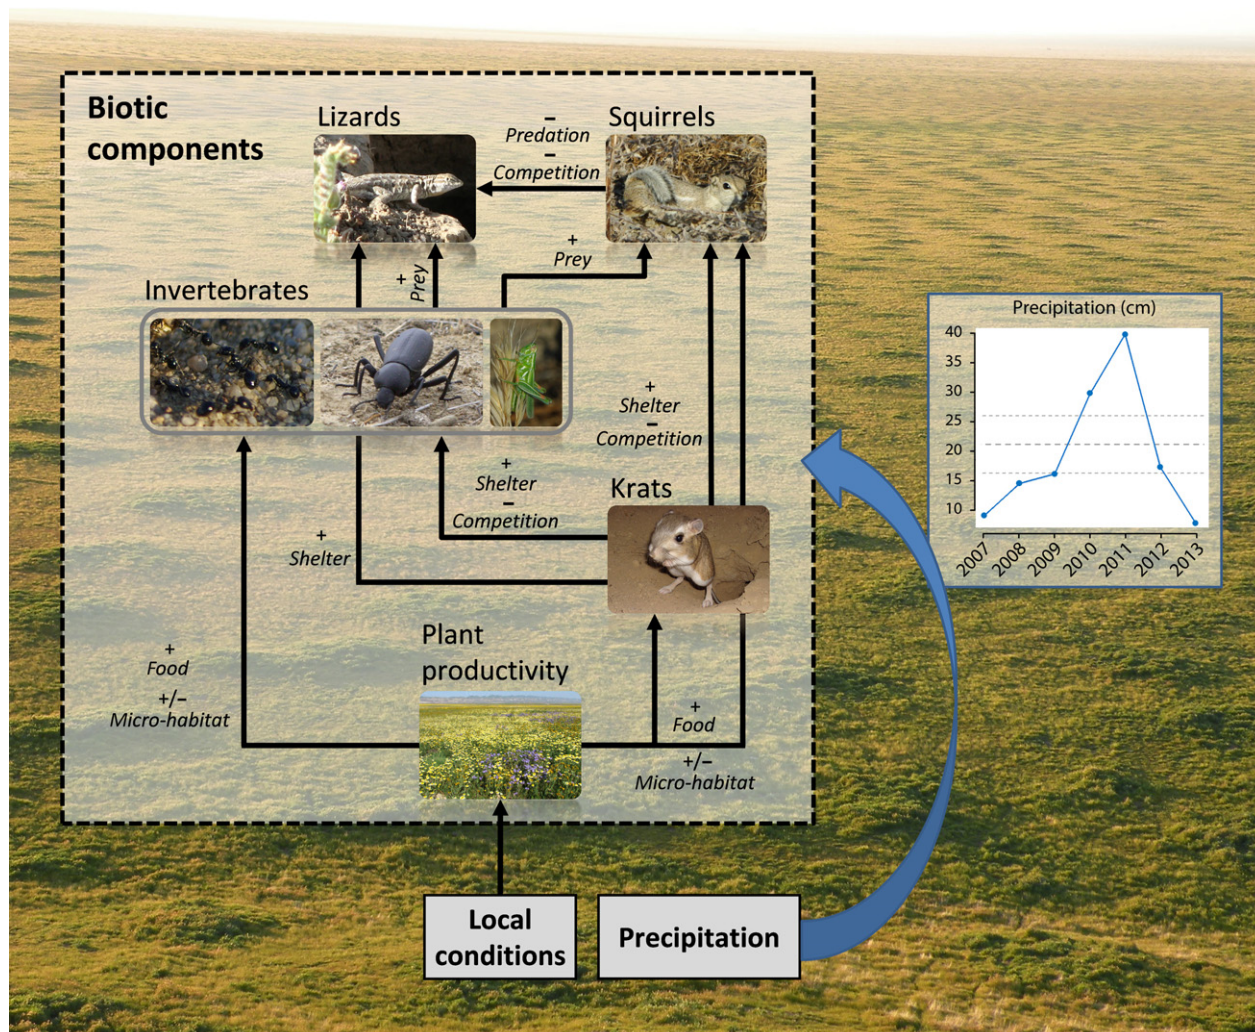 Biotic
components
Lizards
Squirrels
–
Predation
–
Competition
+
Prey
+
Prey
Invertebrates
+
Shelter
–
Competition
+
Shelter
–
Competition
Krats
+
Shelter
Plant
productivity
+
Food
+/–
Micro-habitat
+
Food
+/–
Micro-habitat
Local
conditions
Precipitation
Precipitation (cm)
40
35
30
25
21
15
10
2007
2008
2009
2010
2011
2012
2013